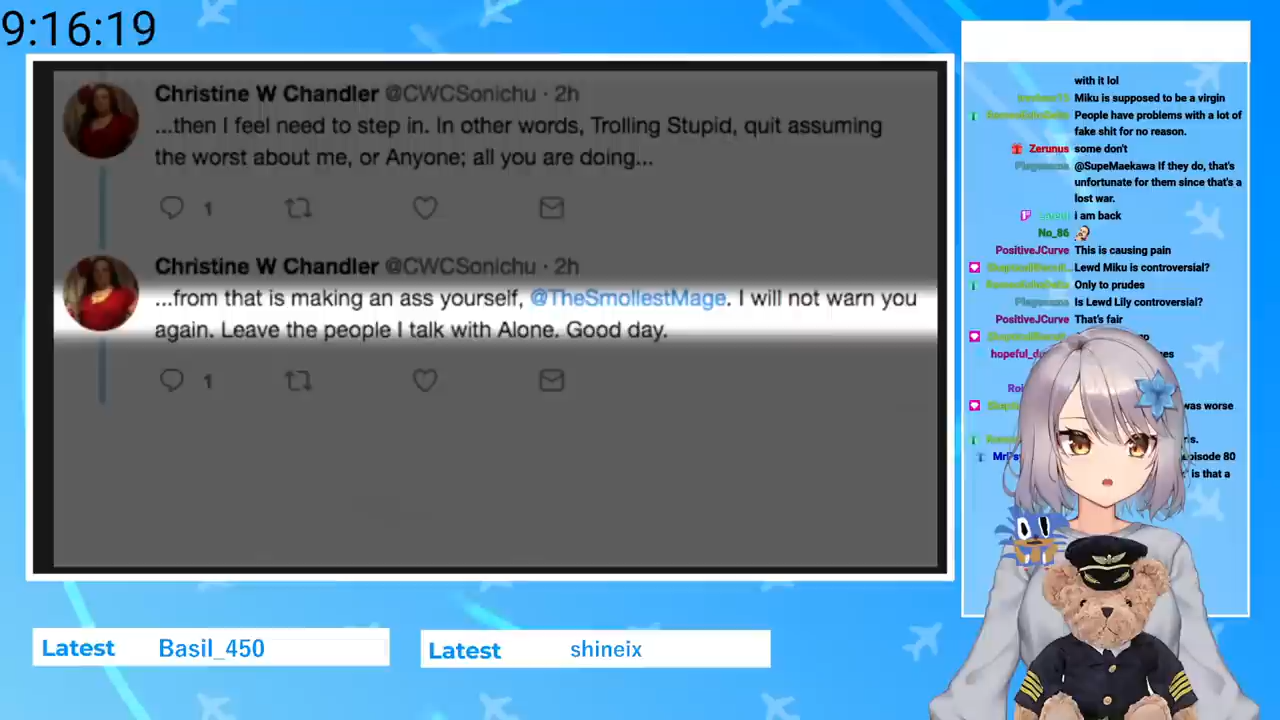 9:16:19
Christine W Chandler @CWCSonichu · 2h
...then I feel need to step in. In other words, Trolling Stupid, quit assuming
the worst about me, or Anyone; all you are doing...
1
Christine W Chandler @CWCSonichu · 2h
...from that is making an ass yourself, @TheSmollestMage. I will not warn you
again. Leave the people I talk with Alone. Good day.
1
with it lol
Miku is supposed to be a virgin
People have problems with a lot of
fake shit for no reason.
Zerunus some don't
@SupeMaekawa If they do, that's
unfortunate for them since that's a
lost war.
i am back
No_86
PositiveJCurve This is causing pain
Lewd Miku is controversial?
Only to prudes
Is Lewd Lily controversial?
PositiveJCurve That's fair
was worse
Latest Basil_450
Latest shineix